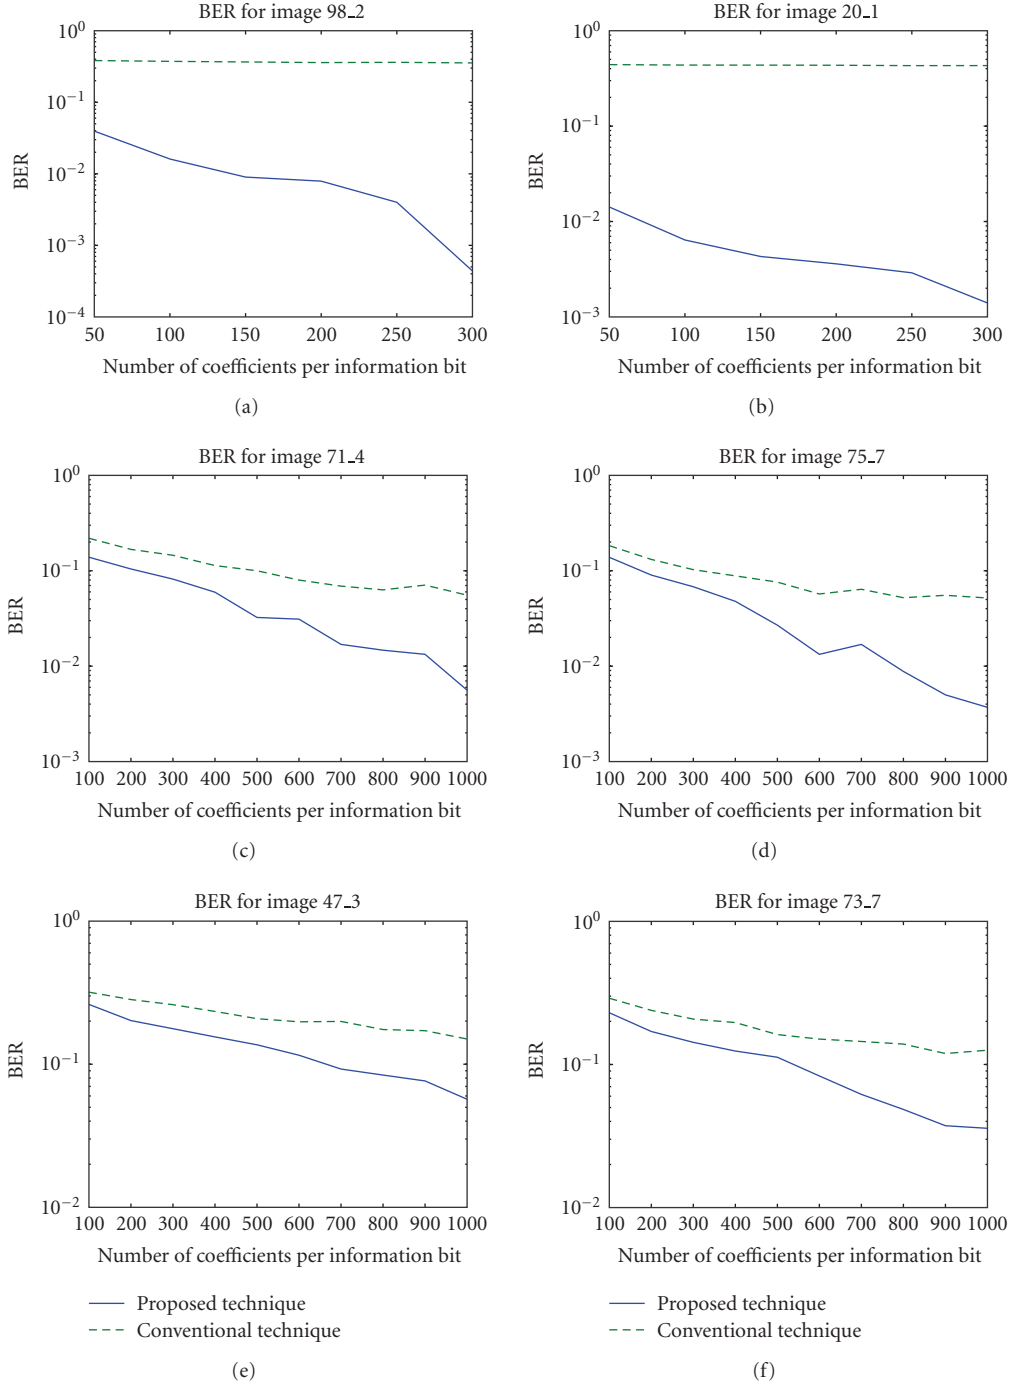 BER for image 98_2
10^0
10^−1
10^−2
10^−3
10^−4
BER
50 100 150 200 250 300
Number of coefficients per information bit
(a)
BER for image 20_1
10^0
10^−1
10^−2
10^−3
BER
50 100 150 200 250 300
Number of coefficients per information bit
(b)
BER for image 71_4
10^0
10^−1
10^−2
10^−3
BER
100 200 300 400 500 600 700 800 900 1000
Number of coefficients per information bit
(c)
BER for image 75_7
10^0
10^−1
10^−2
10^−3
BER
100 200 300 400 500 600 700 800 900 1000
Number of coefficients per information bit
(d)
BER for image 47_3
10^0
10^−1
10^−2
BER
100 200 300 400 500 600 700 800 900 1000
Number of coefficients per information bit
Proposed technique
Conventional technique
(e)
BER for image 73_7
10^0
10^−1
10^−2
BER
100 200 300 400 500 600 700 800 900 1000
Number of coefficients per information bit
Proposed technique
Conventional technique
(f)